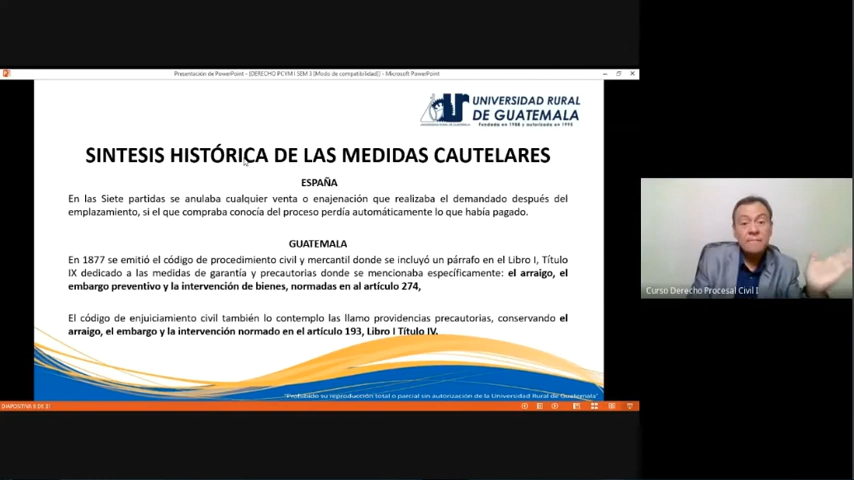 Presentación de PowerPoint - [DERECHO PCYM I SEM 3 [Modo de compatibilidad]] - Microsoft PowerPoint
UNIVERSIDAD RURAL
DE GUATEMALA
Fundada en 1988 y autorizada en 1995
SINTESIS HISTÓRICA DE LAS MEDIDAS CAUTELARES
ESPAÑA
En las Siete partidas se anulaba cualquier venta o enajenación que realizaba el demandado después del
emplazamiento, si el que compraba conocía del proceso perdía automáticamente lo que había pagado.
GUATEMALA
En 1877 se emitió el código de procedimiento civil y mercantil donde se incluyó un párrafo en el Libro I, Título
IX dedicado a las medidas de garantía y precautorias donde se mencionaba específicamente: el arraigo, el
embargo preventivo y la intervención de bienes, normadas en al artículo 274,
El código de enjuiciamiento civil también lo contemplo las llamo providencias precautorias, conservando el
arraigo, el embargo y la intervención normado en el artículo 193, Libro I Título IV.
"Prohibido su reproducción total o parcial sin autorización de la Universidad Rural de Guatemala"
Curso Derecho Procesal Civil I